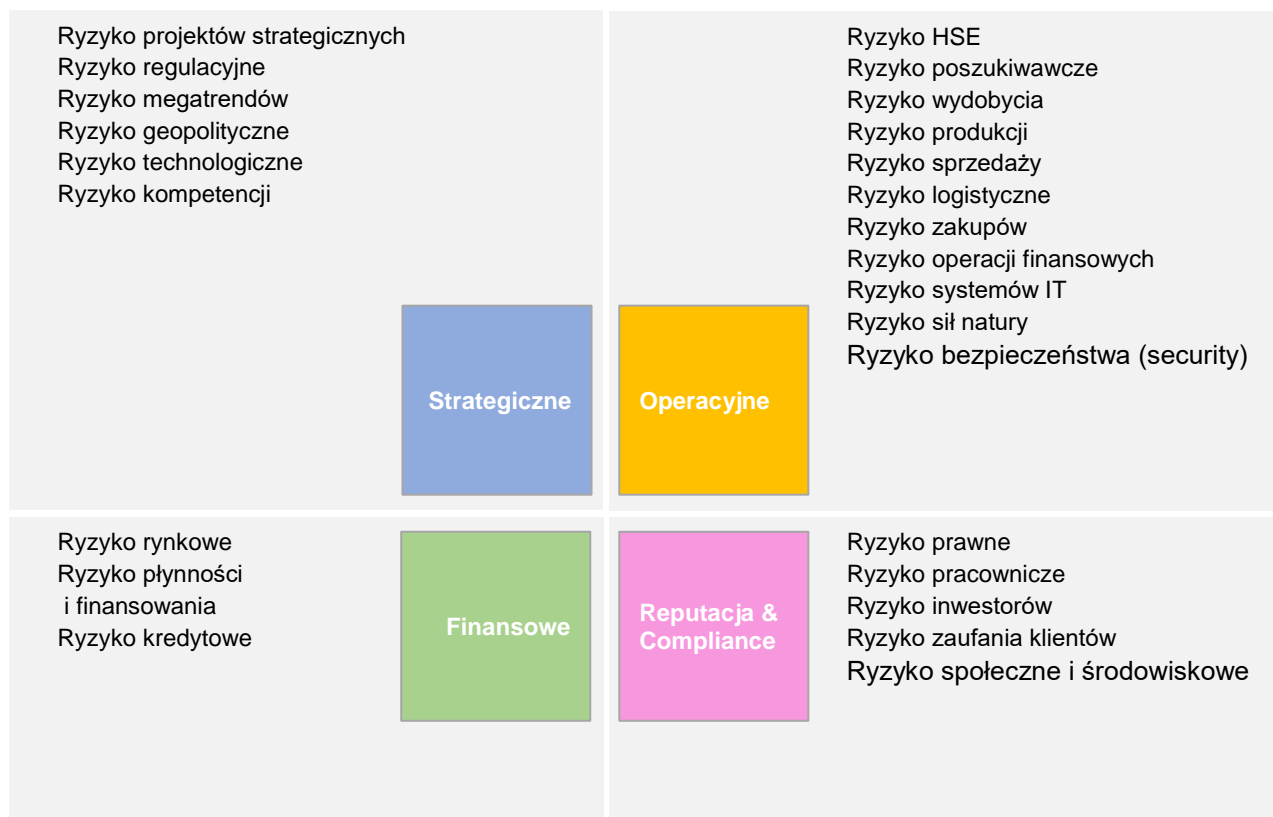 Ryzyko projektów strategicznych
Ryzyko regulacyjne
Ryzyko megatrendów
Ryzyko geopolityczne
Ryzyko technologiczne
Ryzyko kompetencji
Strategiczne
Ryzyko HSE
Ryzyko poszukiwawcze
Ryzyko wydobycia
Ryzyko produkcji
Ryzyko sprzedaży
Ryzyko logistyczne
Ryzyko zakupów
Ryzyko operacji finansowych
Ryzyko systemów IT
Ryzyko sił natury
Ryzyko bezpieczeństwa (security)
Operacyjne
Ryzyko rynkowe
Ryzyko płynności
i finansowania
Ryzyko kredytowe
Finansowe
Reputacja &
Compliance
Ryzyko prawne
Ryzyko pracownicze
Ryzyko inwestorów
Ryzyko zaufania klientów
Ryzyko społeczne i środowiskowe